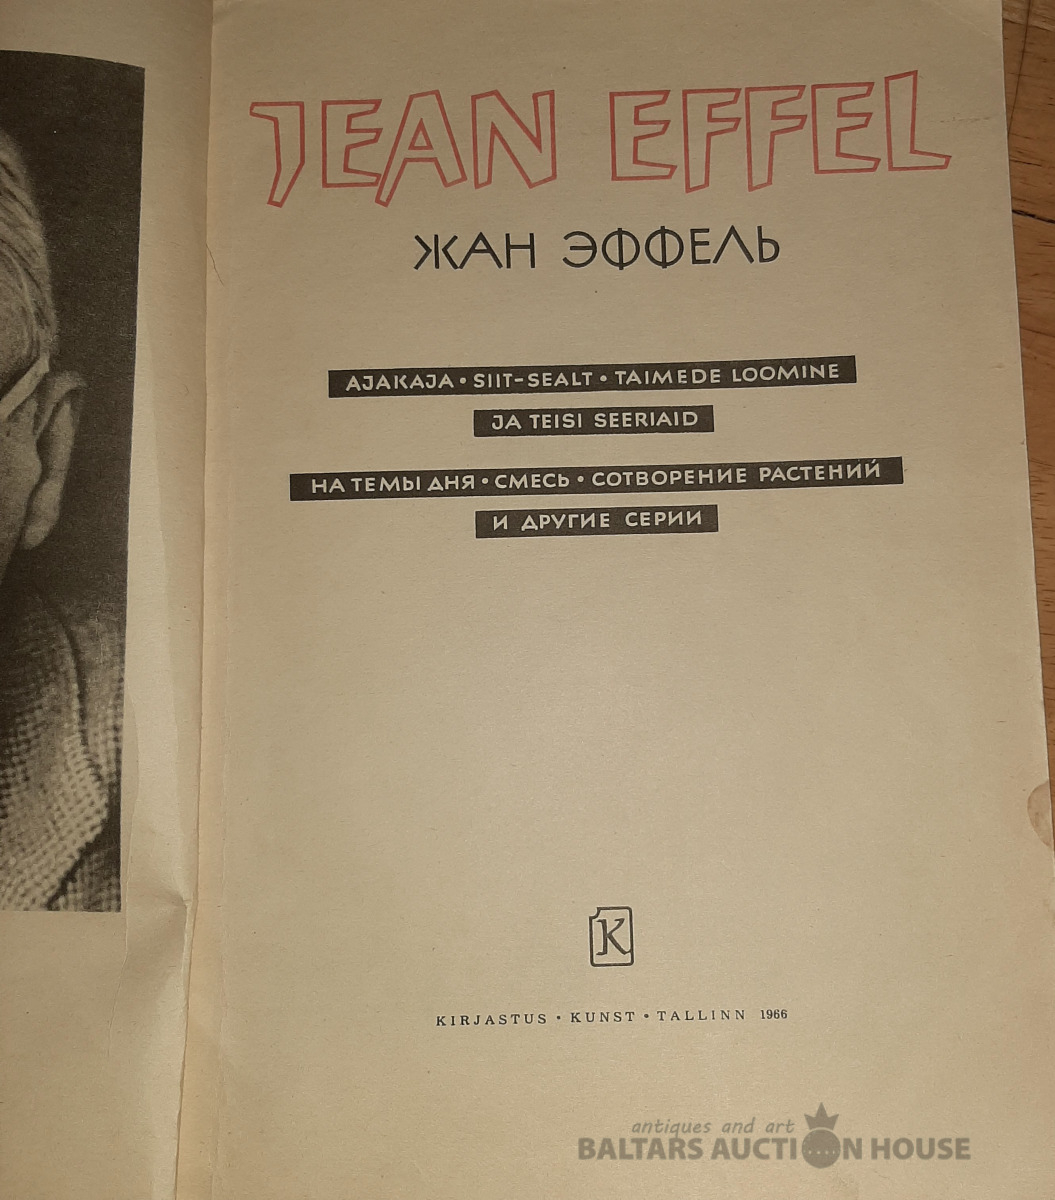 JEAN EFFEL
ЖАН ЭФФЕЛЬ
AJAKAJA • SIIT-SEALT • TAIMEDE LOOMINE
JA TEISI SEERIAID
НА ТЕМЫ ДНЯ • СМЕСЬ • СОТВОРЕНИЕ РАСТЕНИЙ
И ДРУГИЕ СЕРИИ
K
KIRJASTUS • KUNST • TALLINN 1966
antiques and art
BALTARS AUCTION HOUSE